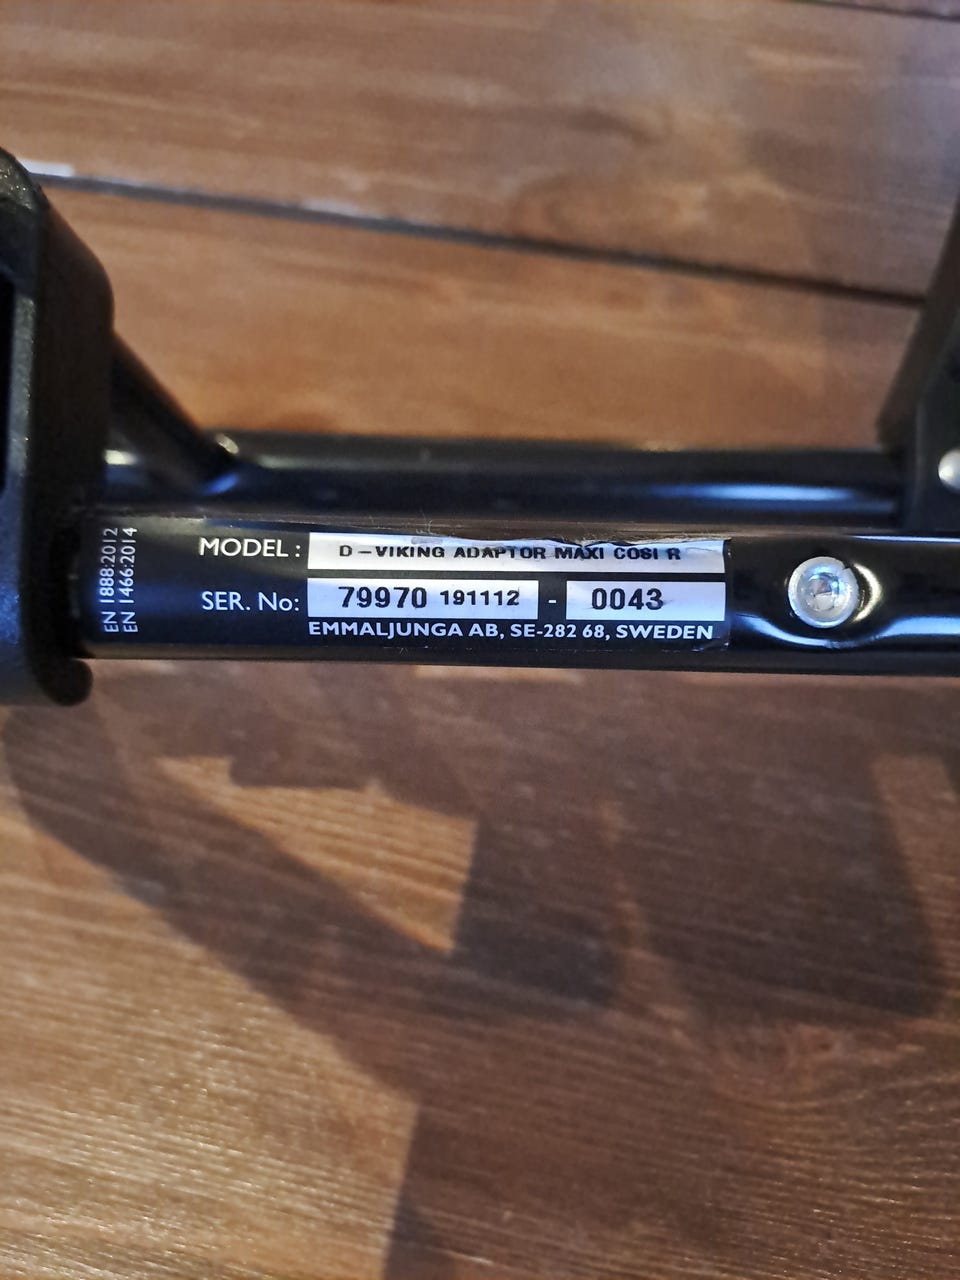 EN 1888:2012
EN 1466:2014
MODEL : D - VIKING ADAPTOR MAXI COSI R
SER. No: 79970 191112 - 0043
EMMALJUNGA AB, SE-282 68, SWEDEN